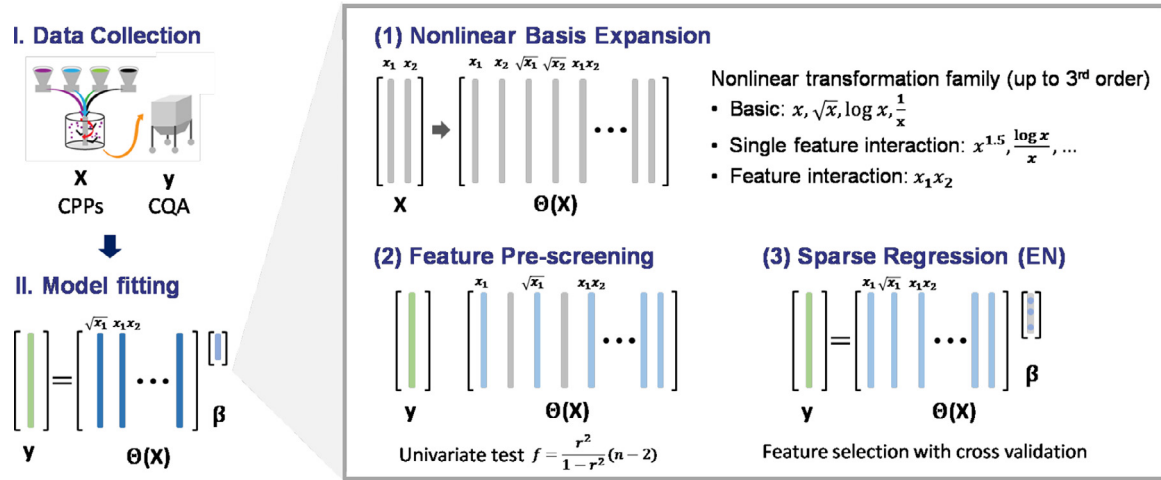 I. Data Collection
X
CPPs
y
CQA
II. Model fitting
√x₁ x₁x₂
=
•••
β
y
Θ(X)
(1) Nonlinear Basis Expansion
x₁ x₂
x₁ x₂ √x₁ √x₂ x₁x₂
•••
X
Θ(X)
Nonlinear transformation family (up to 3rd order)
• Basic: x, √x, log x, 1/x
• Single feature interaction: x^1.5, log x/x, ...
• Feature interaction: x₁x₂
(2) Feature Pre-screening
x₁ √x₁ x₁x₂
•••
y
Θ(X)
Univariate test f = r²/(1 − r²) (n − 2)
(3) Sparse Regression (EN)
x₁ √x₁ x₁x₂
=
•••
β
y
Θ(X)
Feature selection with cross validation